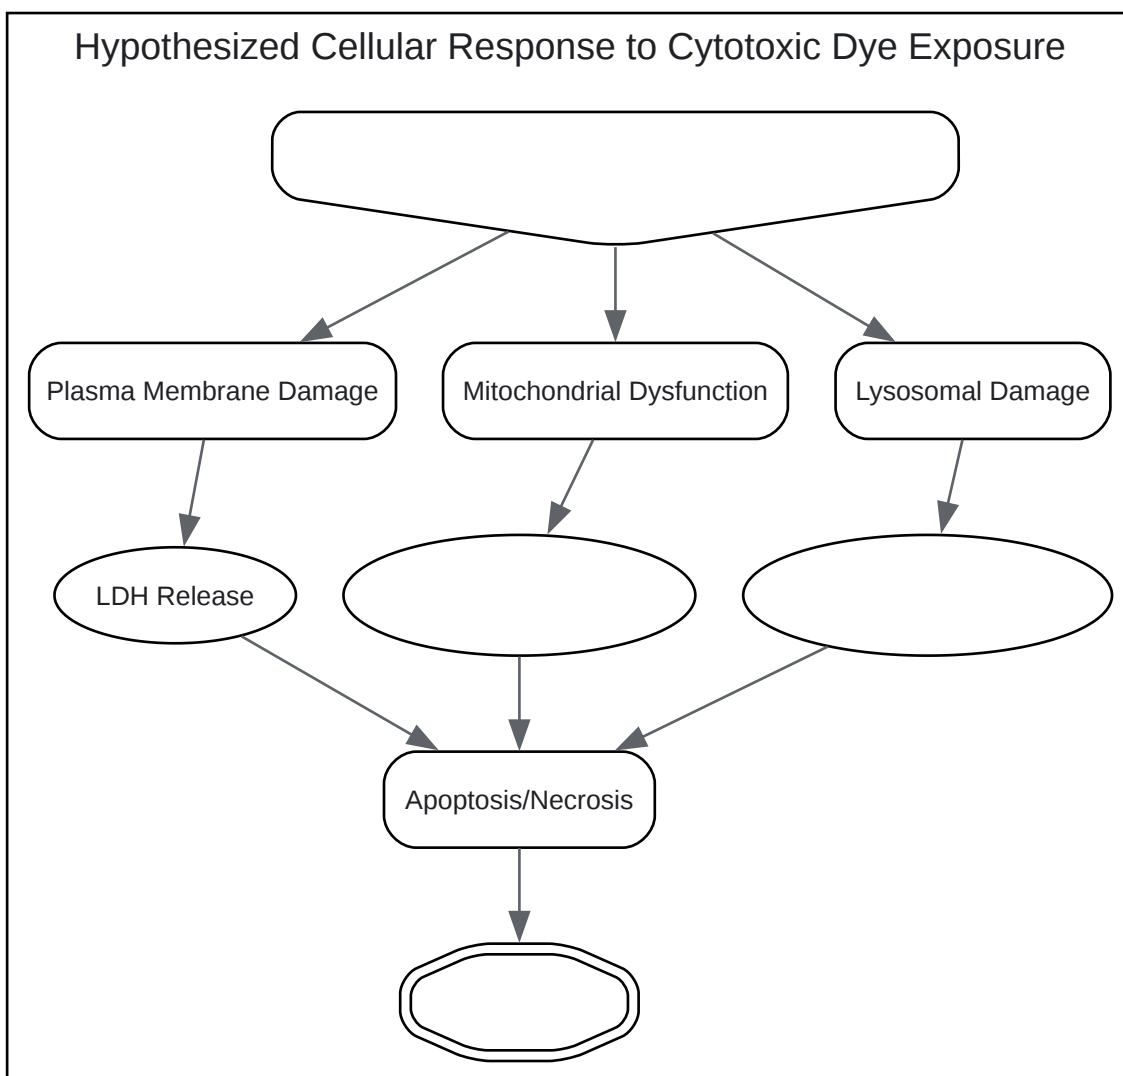 Hypothesized Cellular Response to Cytotoxic Dye Exposure
Plasma Membrane Damage
Mitochondrial Dysfunction
Lysosomal Damage
LDH Release
Apoptosis/Necrosis